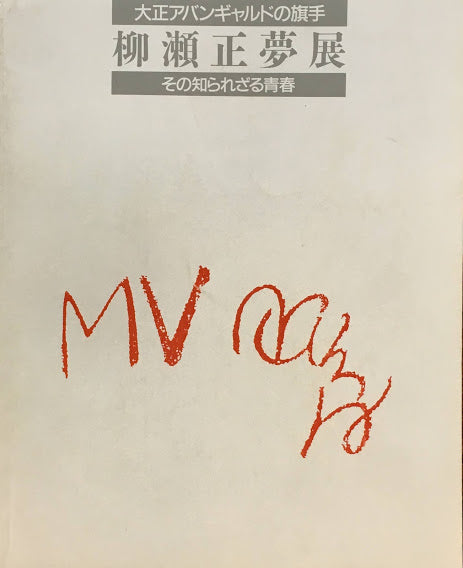 大正アバンギャルドの旗手
柳瀬正夢展
その知られざる青春
MV